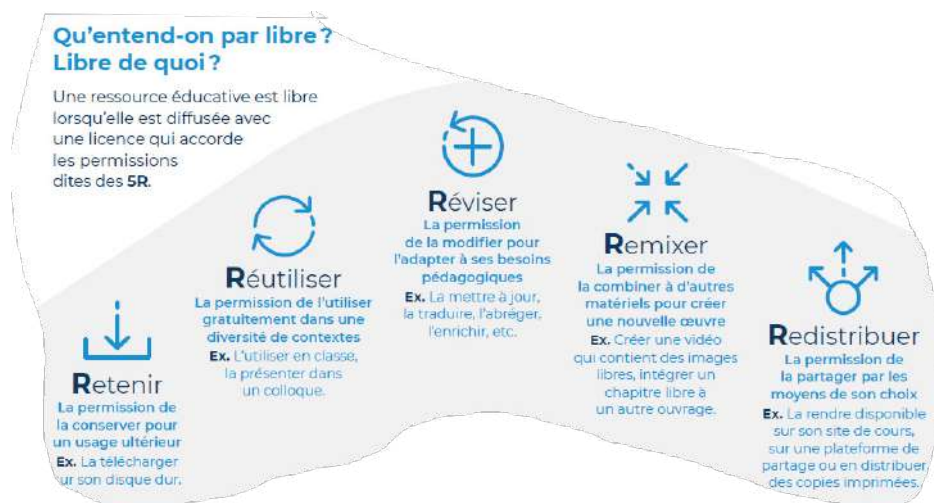 Qu'entend-on par libre?
Libre de quoi?
Une ressource éducative est libre
lorsqu'elle est diffusée avec
une licence qui accorde
les permissions
dites des 5R.
Retenir
La permission de
la conserver pour
un usage ultérieur
Ex. La télécharger
ur son disque dur.
Réutiliser
La permission de l'utiliser
gratuitement dans une
diversité de contextes
Ex. L'utiliser en classe,
la présenter dans
un colloque.
Réviser
La permission
de la modifier pour
l'adapter à ses besoins
pédagogiques
Ex. La mettre à jour,
la traduire, l'abréger,
l'enrichir, etc.
Remixer
La permission de
la combiner à d'autres
matériels pour créer
une nouvelle œuvre
Ex. Créer une vidéo
qui contient des images
libres, intégrer un
chapitre libre à
un autre ouvrage.
Redistribuer
La permission de
la partager par les
moyens de son choix
Ex. La rendre disponible
sur son site de cours,
sur une plateforme de
partage ou en distribuer
des copies imprimées.